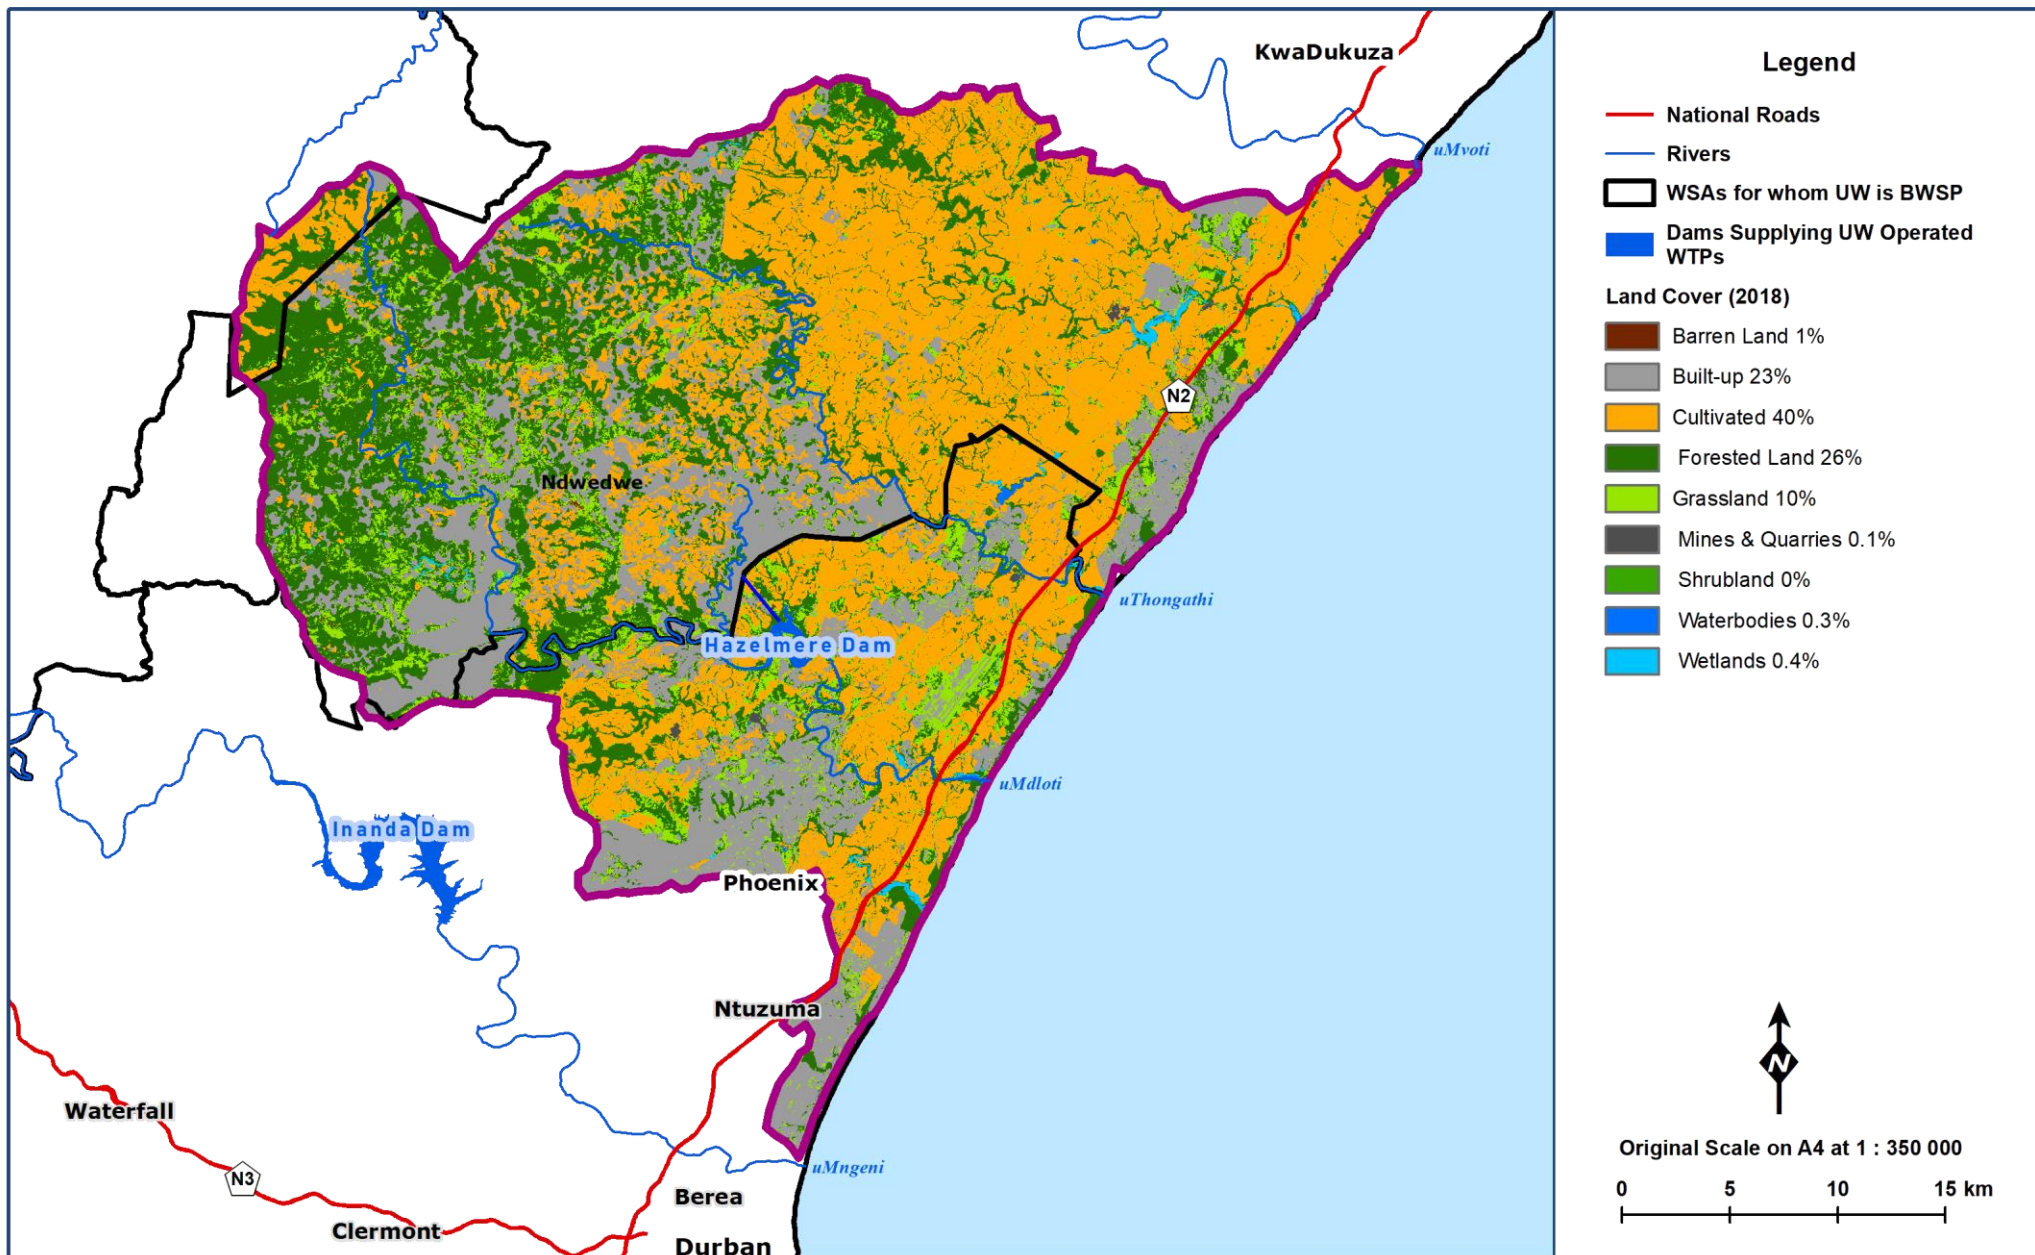 KwaDukuza
uMvoti
N2
Ndwedwe
uThongathi
Hazelmere Dam
uMdloti
Inanda Dam
Phoenix
Ntuzuma
Waterfall
uMngeni
N3
Berea
Clermont
Durban
Legend
National Roads
Rivers
WSAs for whom UW is BWSP
Dams Supplying UW Operated
WTPs
Land Cover (2018)
Barren Land 1%
Built-up 23%
Cultivated 40%
Forested Land 26%
Grassland 10%
Mines & Quarries 0.1%
Shrubland 0%
Waterbodies 0.3%
Wetlands 0.4%
N
Original Scale on A4 at 1 : 350 000
0 5 10 15 km